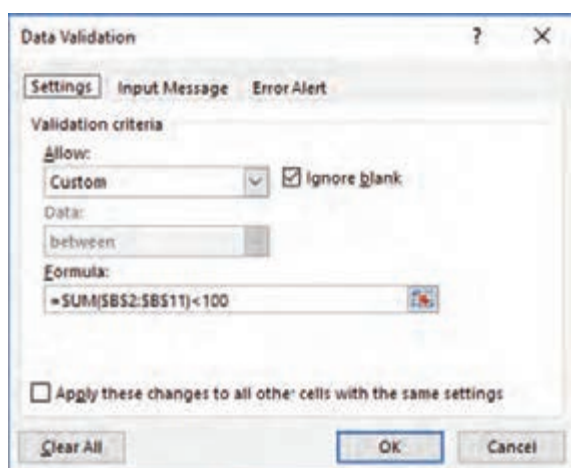 Data Validation ? ×
Settings Input Message Error Alert
Validation criteria
Allow:
Custom Ignore blank
Data:
between
Formula:
=SUM($B$2:$B$11)<100
Apply these changes to all other cells with the same settings
Clear All OK Cancel